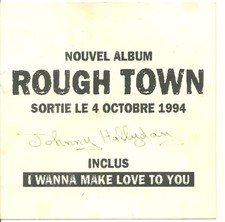 NOUVEL ALBUM
ROUGH TOWN
SORTIE LE 4 OCTOBRE 1994
Johnny Hallyday
INCLUS
I WANNA MAKE LOVE TO YOU